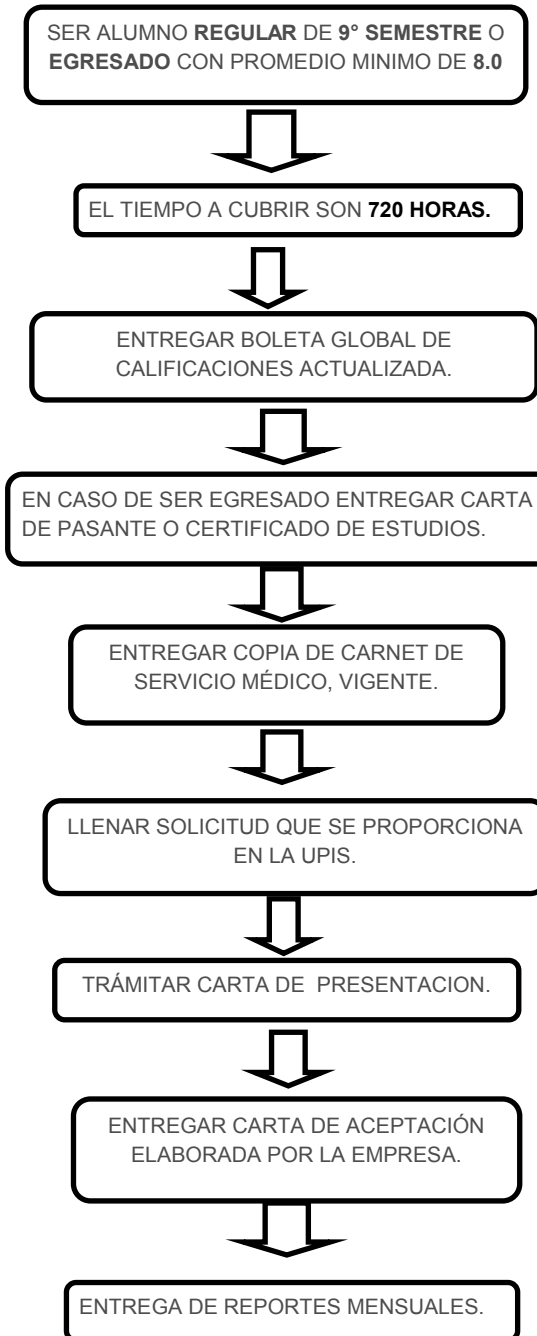 SER ALUMNO REGULAR DE 9° SEMESTRE O
EGRESADO CON PROMEDIO MINIMO DE 8.0
EL TIEMPO A CUBRIR SON 720 HORAS.
ENTREGAR BOLETA GLOBAL DE
CALIFICACIONES ACTUALIZADA.
EN CASO DE SER EGRESADO ENTREGAR CARTA
DE PASANTE O CERTIFICADO DE ESTUDIOS.
ENTREGAR COPIA DE CARNET DE
SERVICIO MÉDICO, VIGENTE.
LLENAR SOLICITUD QUE SE PROPORCIONA
EN LA UPIS.
TRÁMITAR CARTA DE PRESENTACION.
ENTREGAR CARTA DE ACEPTACIÓN
ELABORADA POR LA EMPRESA.
ENTREGA DE REPORTES MENSUALES.